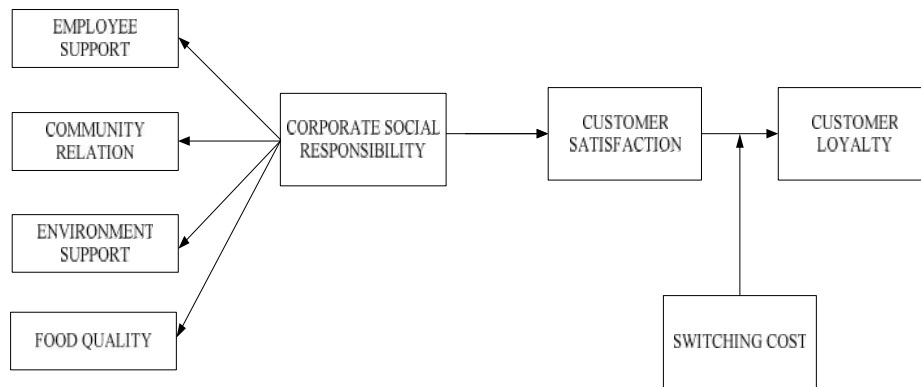 EMPLOYEE
SUPPORT
COMMUNITY
RELATION
ENVIRONMENT
SUPPORT
FOOD QUALITY
CORPORATE SOCIAL
RESPONSIBILITY
CUSTOMER
SATISFACTION
CUSTOMER
LOYALTY
SWITCHING COST